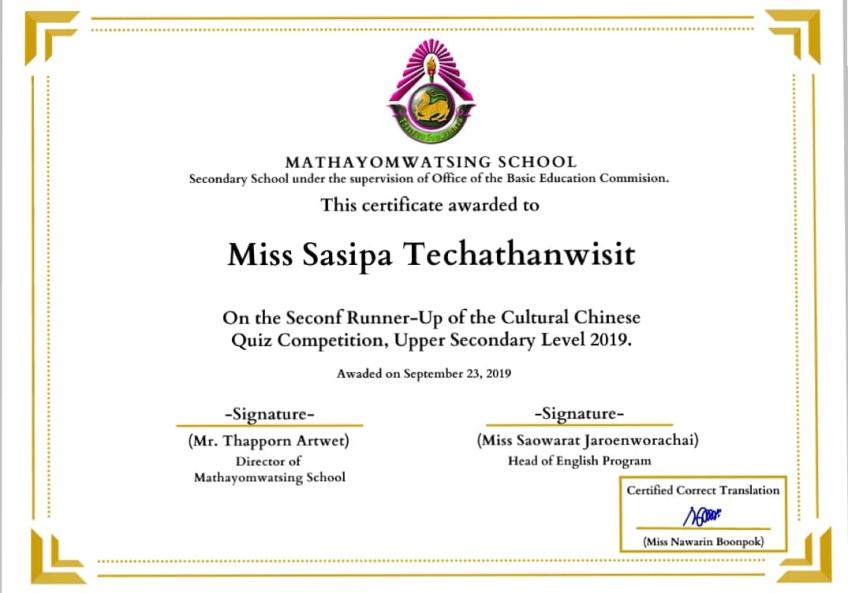 MATHAYOMWATSING SCHOOL
Secondary School under the supervision of Office of the Basic Education Commision.
This certificate awarded to
Miss Sasipa Techathanwisit
On the Seconf Runner-Up of the Cultural Chinese
Quiz Competition, Upper Secondary Level 2019.
Awaded on September 23, 2019
-Signature-
(Mr. Thapporn Artwet)
Director of
Mathayomwatsing School
-Signature-
(Miss Saowarat Jaroenworachai)
Head of English Program
Certified Correct Translation
(Miss Nawarin Boonpok)